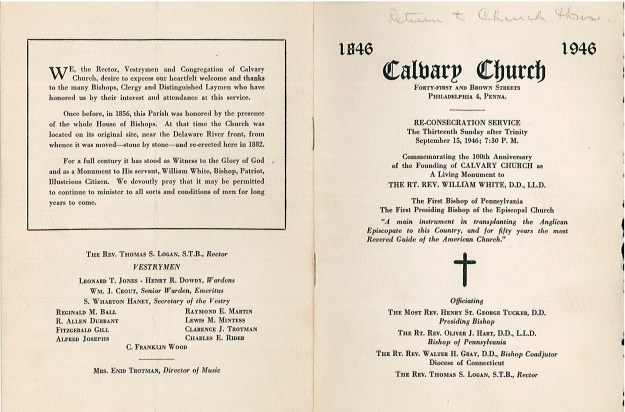 WE, the Rector, Vestrymen and Congregation of Calvary
Church, desire to express our heartfelt welcome and thanks
to the many Bishops, Clergy and Distinguished Laymen who have
honored us by their interest and attendance at this service.
Once before, in 1856, this Parish was honored by the presence
of the whole House of Bishops. At that time the Church was
located on its original site, near the Delaware River front, from
whence it was moved—stone by stone—and re-erected here in 1882.
For a full century it has stood as Witness to the Glory of God
and as a Monument to His servant, William White, Bishop, Patriot,
Illustrious Citizen. We devoutly pray that it may be permitted
to continue to minister to all sorts and conditions of men for long
years to come.
The Rev. Thomas S. Logan, S.T.B., Rector
VESTRYMEN
Leonard T. Jones - Henry R. Dowdy, Wardens
Wm. J. Crout, Senior Warden, Emeritus
S. Wharton Haney, Secretary of the Vestry
Reginald M. Ball Raymond E. Martin
R. Allen Durrant Lewis M. Mintess
Fitzgerald Gill Clarence J. Trotman
Alfred Josephs Charles E. Rider
C. Franklin Wood
Mrs. Enid Trotman, Director of Music
Return to Church House
1846 1946
Calvary Church
Forty-first and Brown Streets
Philadelphia 4, Penna.
RE-CONSECRATION SERVICE
The Thirteenth Sunday after Trinity
September 15, 1946; 7:30 P. M.
Commemorating the 100th Anniversary
of the Founding of CALVARY CHURCH as
A Living Monument to
THE RT. REV. WILLIAM WHITE, D.D., LL.D.
The First Bishop of Pennsylvania
The First Presiding Bishop of the Episcopal Church
"A main instrument in transplanting the Anglican
Episcopate to this Country, and for fifty years the most
Revered Guide of the American Church."
Officiating
The Most Rev. Henry St. George Tucker, D.D.
Presiding Bishop
The Rt. Rev. Oliver J. Hart, D.D., L.L.D.
Bishop of Pennsylvania
The Rt. Rev. Walter H. Gray, D.D., Bishop Coadjutor
Diocese of Connecticut
The Rev. Thomas S. Logan, S.T.B., Rector